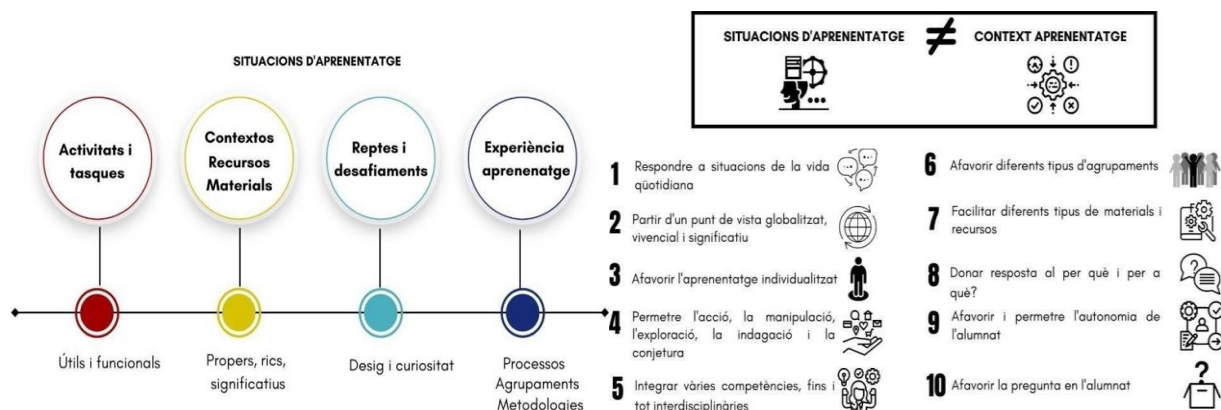 SITUACIONS D'APRENENTATGE
Activitats i
tasques
Contextos
Recursos
Materials
Reptes i
desafiaments
Experiència
aprenenatge
Útils i funcionals
Propers, rics,
significatius
Desig i curiositat
Processos
Agrupaments
Metodologies
SITUACIONS D'APRENENTATGE
≠
CONTEXT APRENENTATGE
1 Respondre a situacions de la vida
qüotidiana
2 Partir d'un punt de vista globalitzat,
vivencial i significatiu
3 Afavorir l'aprenentatge individualitzat
4 Permetre l'acció, la manipulació,
l'exploració, la indagació i la
conjetura
5 Integrar vàries competències, fins i
tot interdisciplinàries
6 Afavorir diferents tipus d'agrupaments
7 Facilitar diferents tipus de materials i
recursos
8 Donar resposta al per què i per a
què?
9 Afavorir i permetre l'autonomia de
l'alumnat
10 Afavorir la pregunta en l'alumnat